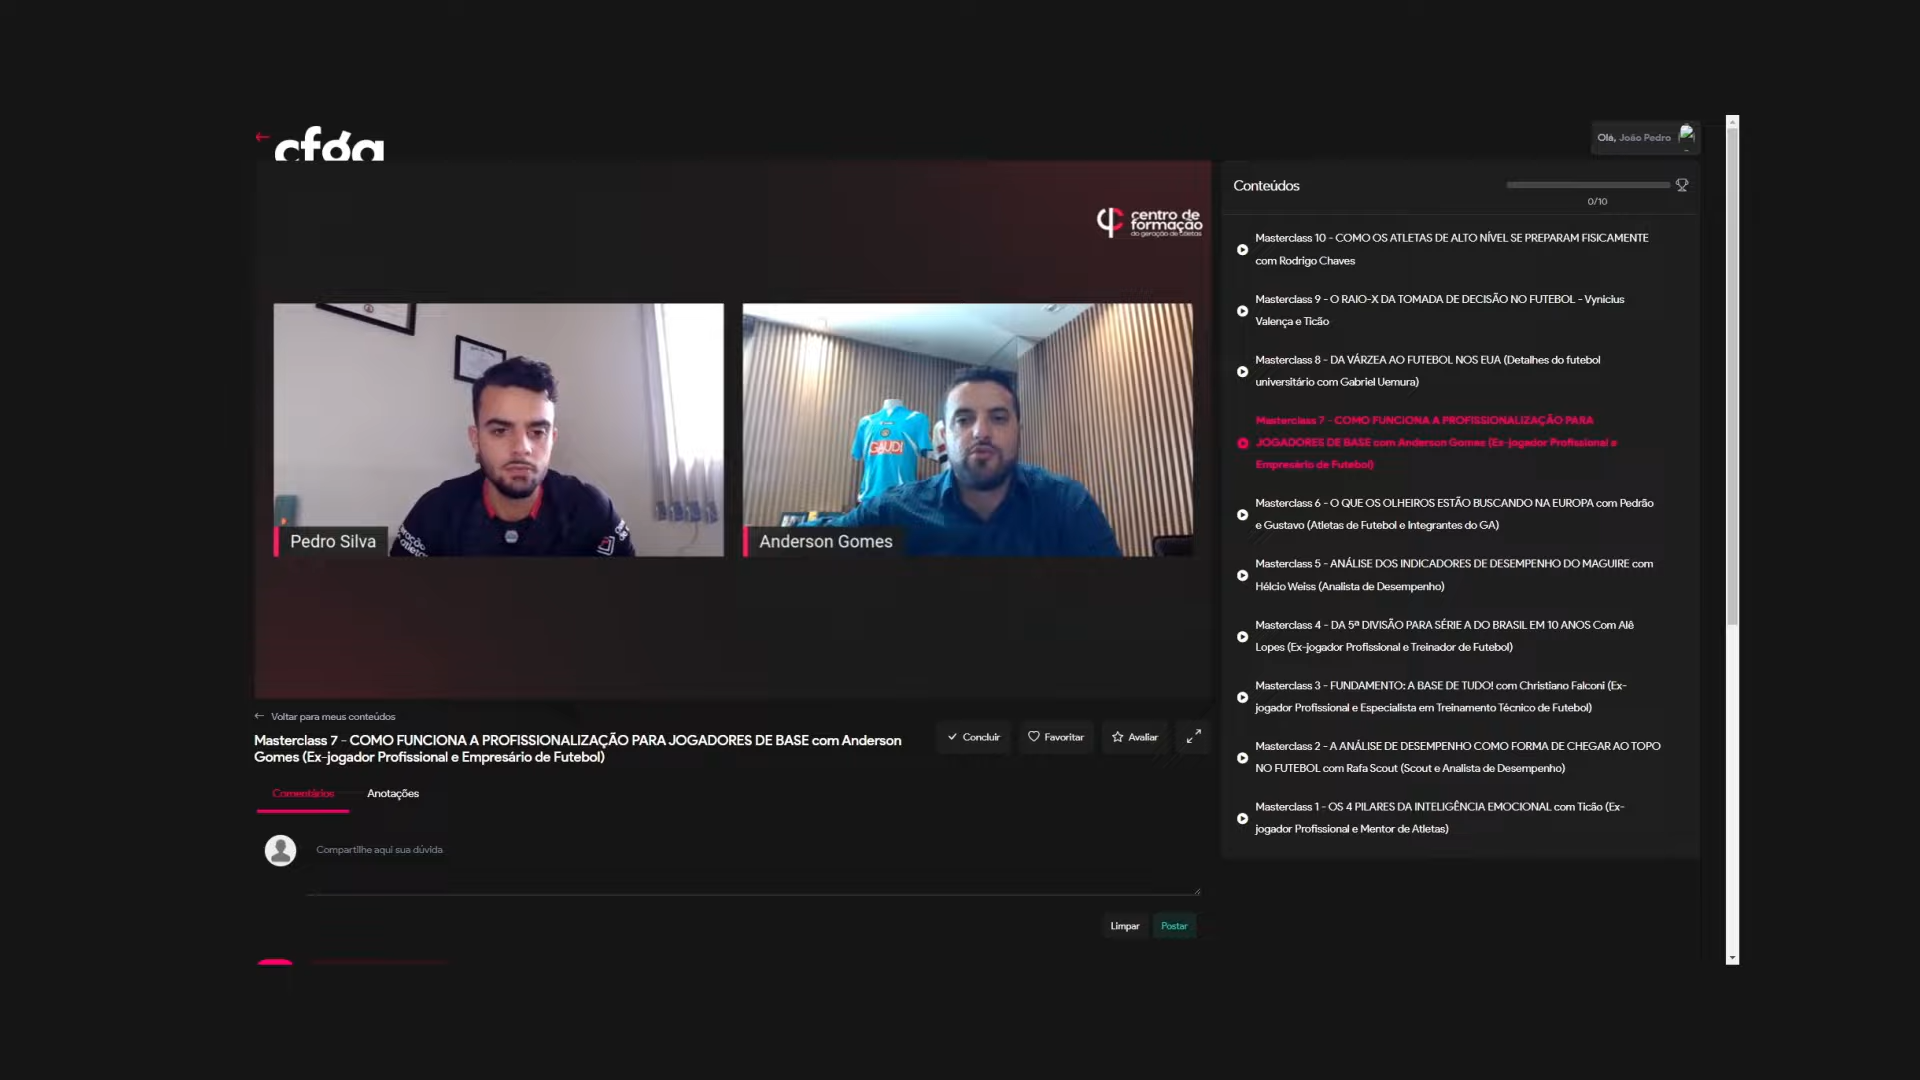 cfga
Olá, João Pedro
centro de
formação
da geração de atletas
GAUDI
Pedro Silva
Anderson Gomes
Voltar para meus conteúdos
Masterclass 7 - COMO FUNCIONA A PROFISSIONALIZAÇÃO PARA JOGADORES DE BASE com Anderson
Gomes (Ex-jogador Profissional e Empresário de Futebol)
Concluir
Favoritar
Avaliar
Comentários
Anotações
Compartilhe aqui sua dúvida
Limpar
Postar
Conteúdos
0/10
Masterclass 10 - COMO OS ATLETAS DE ALTO NÍVEL SE PREPARAM FISICAMENTE
com Rodrigo Chaves
Masterclass 9 - O RAIO-X DA TOMADA DE DECISÃO NO FUTEBOL - Vynicius
Valença e Ticão
Masterclass 8 - DA VÁRZEA AO FUTEBOL NOS EUA (Detalhes do futebol
universitário com Gabriel Uemura)
Masterclass 7 - COMO FUNCIONA A PROFISSIONALIZAÇÃO PARA
JOGADORES DE BASE com Anderson Gomes (Ex-jogador Profissional e
Empresário de Futebol)
Masterclass 6 - O QUE OS OLHEIROS ESTÃO BUSCANDO NA EUROPA com Pedrão
e Gustavo (Atletas de Futebol e Integrantes do GA)
Masterclass 5 - ANÁLISE DOS INDICADORES DE DESEMPENHO DO MAGUIRE com
Hélcio Weiss (Analista de Desempenho)
Masterclass 4 - DA 5ª DIVISÃO PARA SÉRIE A DO BRASIL EM 10 ANOS Com Alê
Lopes (Ex-jogador Profissional e Treinador de Futebol)
Masterclass 3 - FUNDAMENTO: A BASE DE TUDO! com Christiano Falconi (Ex-
jogador Profissional e Especialista em Treinamento Técnico de Futebol)
Masterclass 2 - A ANÁLISE DE DESEMPENHO COMO FORMA DE CHEGAR AO TOPO
NO FUTEBOL com Rafa Scout (Scout e Analista de Desempenho)
Masterclass 1 - OS 4 PILARES DA INTELIGÊNCIA EMOCIONAL com Ticão (Ex-
jogador Profissional e Mentor de Atletas)